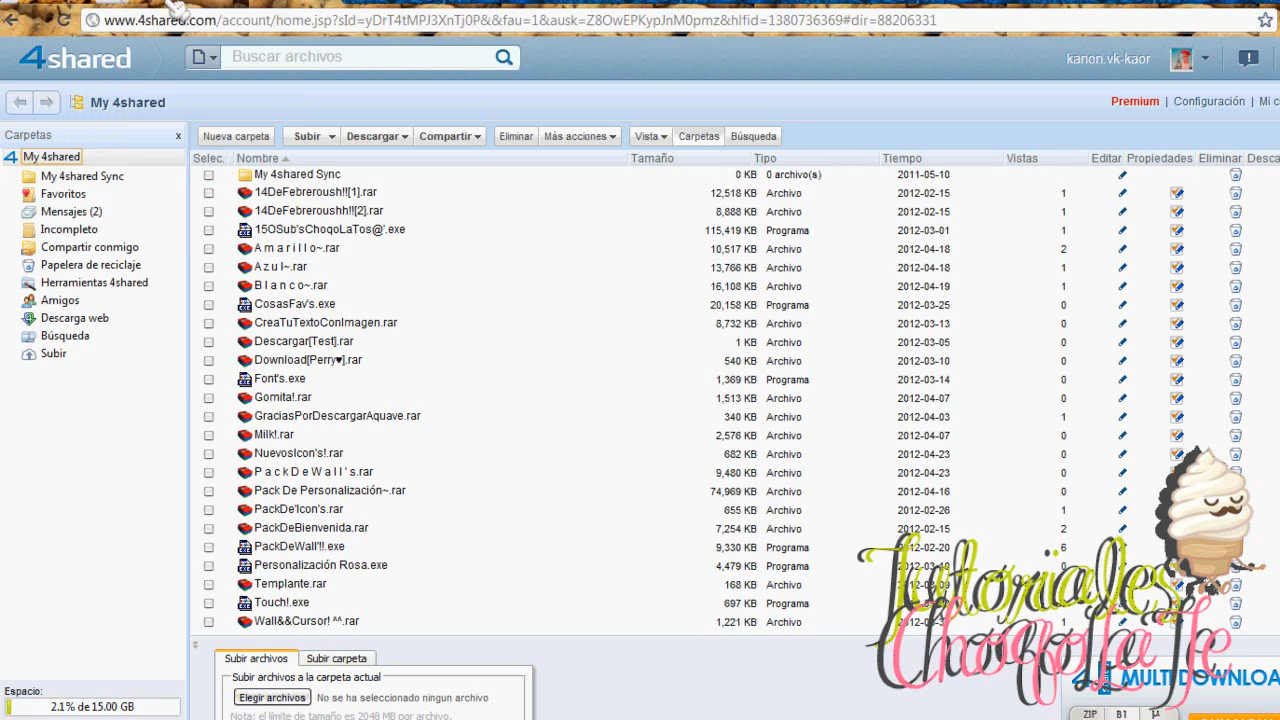 www.4shared.com/account/home.jsp?sId=yDrT4tMPJ3XnTj0P&&fau=1&ausk=Z8OwEPKypJnM0pmz&hlfid=1380736369#dir=88206331
4shared Buscar archivos kanon.vk-kaor
My 4shared Premium | Configuración | Mi c
Carpetas x Nueva carpeta Subir Descargar Compartir Eliminar Más acciones Vista Carpetas Búsqueda
My 4shared Selec. Nombre Tamaño Tipo Tiempo Vistas Editar Propiedades Eliminar Desca
My 4shared Sync
Favoritos
Mensajes (2)
Incompleto
Compartir conmigo
Papelera de reciclaje
Herramientas 4shared
Amigos
Descarga web
Búsqueda
Subir
My 4shared Sync 0 KB 0 archivo(s) 2011-05-10
14DeFebreroush!![1].rar 12,518 KB Archivo 2012-02-15 1
14DeFebreroushh!![2].rar 8,888 KB Archivo 2012-02-15 1
15OSub'sChoqoLaTos@'.exe 115,419 KB Programa 2012-03-01 1
A m a r i l l o~.rar 10,517 KB Archivo 2012-04-18 2
A z u l~.rar 13,766 KB Archivo 2012-04-18 1
B l a n c o~.rar 16,108 KB Archivo 2012-04-19 1
CosasFav's.exe 20,158 KB Programa 2012-03-25 0
CreaTuTextoConImagen.rar 8,732 KB Archivo 2012-03-13 0
Descargar[Test].rar 1 KB Archivo 2012-03-05 0
Download[Perry♥].rar 540 KB Archivo 2012-03-10 0
Font's.exe 1,369 KB Programa 2012-03-14 0
Gomita!.rar 1,513 KB Archivo 2012-04-07 0
GraciasPorDescargarAquave.rar 340 KB Archivo 2012-04-03 1
Milk!.rar 2,576 KB Archivo 2012-04-07 0
NuevosIcon's!.rar 682 KB Archivo 2012-04-23 0
P a c k D e W a l l ' s.rar 9,480 KB Archivo 2012-04-23 0
Pack De Personalización~.rar 74,969 KB Archivo 2012-04-16 0
PackDe'Icon's.rar 655 KB Archivo 2012-02-26 1
PackDeBienvenida.rar 7,254 KB Archivo 2012-02-15 2
PackDeWall'!!.exe 9,330 KB Programa 2012-02-20 6
Personalización Rosa.exe 4,479 KB Programa
Templante.rar 168 KB Archivo
Touch!.exe 697 KB Programa
Wall&&Cursor! ^^.rar 1,221 KB Archivo 1
Tutoriales
ChoqoLaTe
Subir archivos Subir carpeta
Subir archivos a la carpeta actual
Elegir archivos No se ha seleccionado ningun archivo
Nota: el límite de tamaño es 2048 MB por archivo.
Espacio:
2.1% de 15.00 GB
MULTI DOWNLOA
ZIP B1 µ